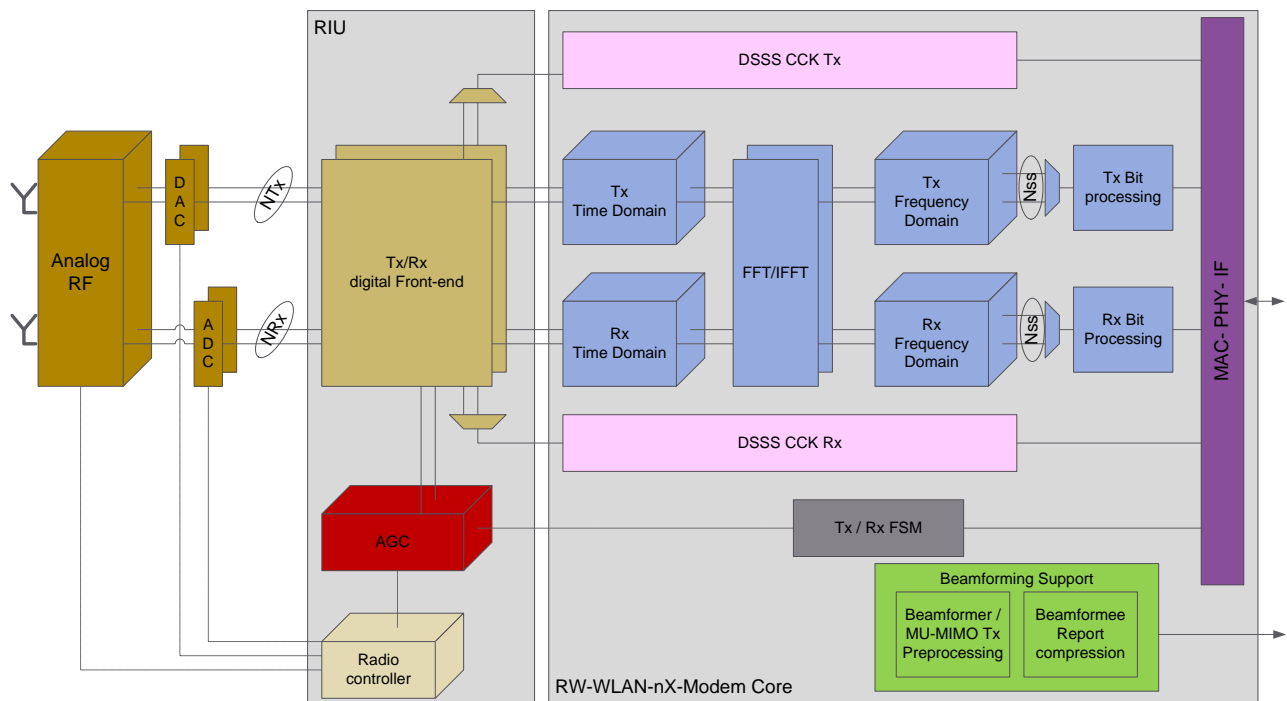 RIU
DSSS CCK Tx
D
A
C
NTx
Tx
Time Domain
Tx
Frequency
Domain
Nss
Tx Bit
processing
Analog
RF
Tx/Rx
digital Front-end
FFT/IFFT
MAC- PHY- IF
A
D
C
NRx
Rx
Time Domain
Rx
Frequency
Domain
Nss
Rx Bit
Processing
DSSS CCK Rx
AGC
Tx / Rx FSM
Beamforming Support
Beamformer /
MU-MIMO Tx
Preprocessing
Beamformee
Report
compression
Radio
controller
RW-WLAN-nX-Modem Core